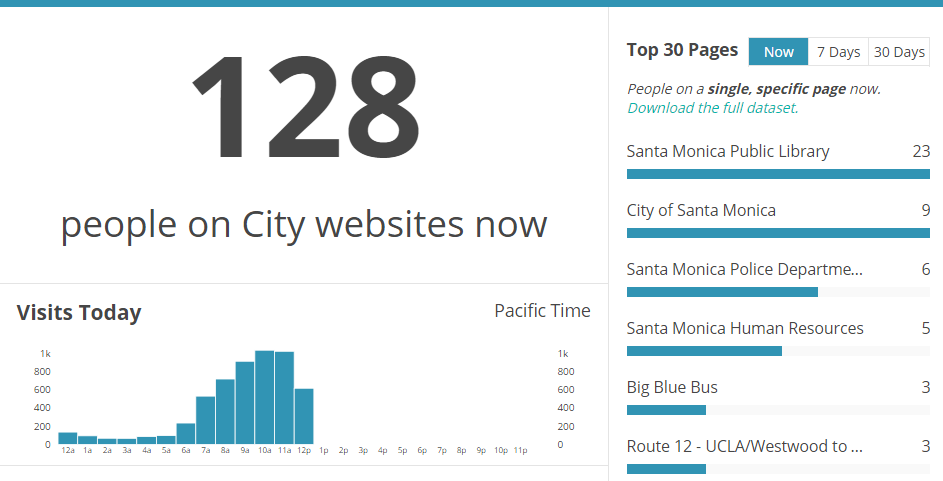 128
people on City websites now
Visits Today
Pacific Time
1k
800
600
400
200
0
1k
800
600
400
200
0
12a 1a 2a 3a 4a 5a 6a 7a 8a 9a 10a 11a 12p 1p 2p 3p 4p 5p 6p 7p 8p 9p 10p 11p
Top 30 Pages
Now 7 Days 30 Days
People on a single, specific page now.
Download the full dataset.
Santa Monica Public Library 23
City of Santa Monica 9
Santa Monica Police Departme... 6
Santa Monica Human Resources 5
Big Blue Bus 3
Route 12 - UCLA/Westwood to ... 3